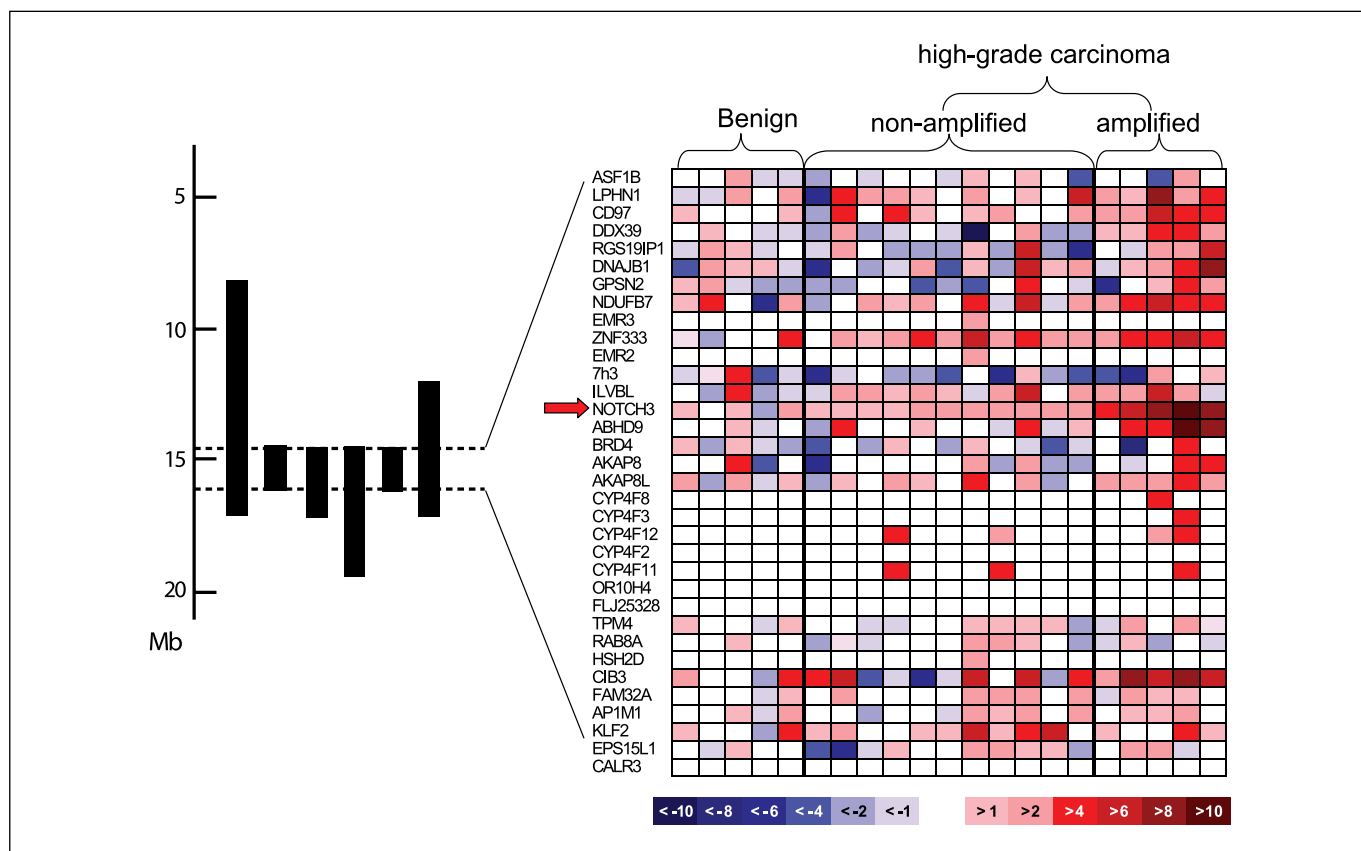 high-grade carcinoma
Benign
non-amplified
amplified
5
10
15
20
Mb
ASF1B
LPHN1
CD97
DDX39
RGS19IP1
DNAJB1
GPSN2
NDUFB7
EMR3
ZNF333
EMR2
7h3
ILVBL
NOTCH3
ABHD9
BRD4
AKAP8
AKAP8L
CYP4F8
CYP4F3
CYP4F12
CYP4F2
CYP4F11
OR10H4
FLJ25328
TPM4
RAB8A
HSH2D
CIB3
FAM32A
AP1M1
KLF2
EPS15L1
CALR3
<-10 <-8 <-6 <-4 <-2 <-1 >1 >2 >4 >6 >8 >10